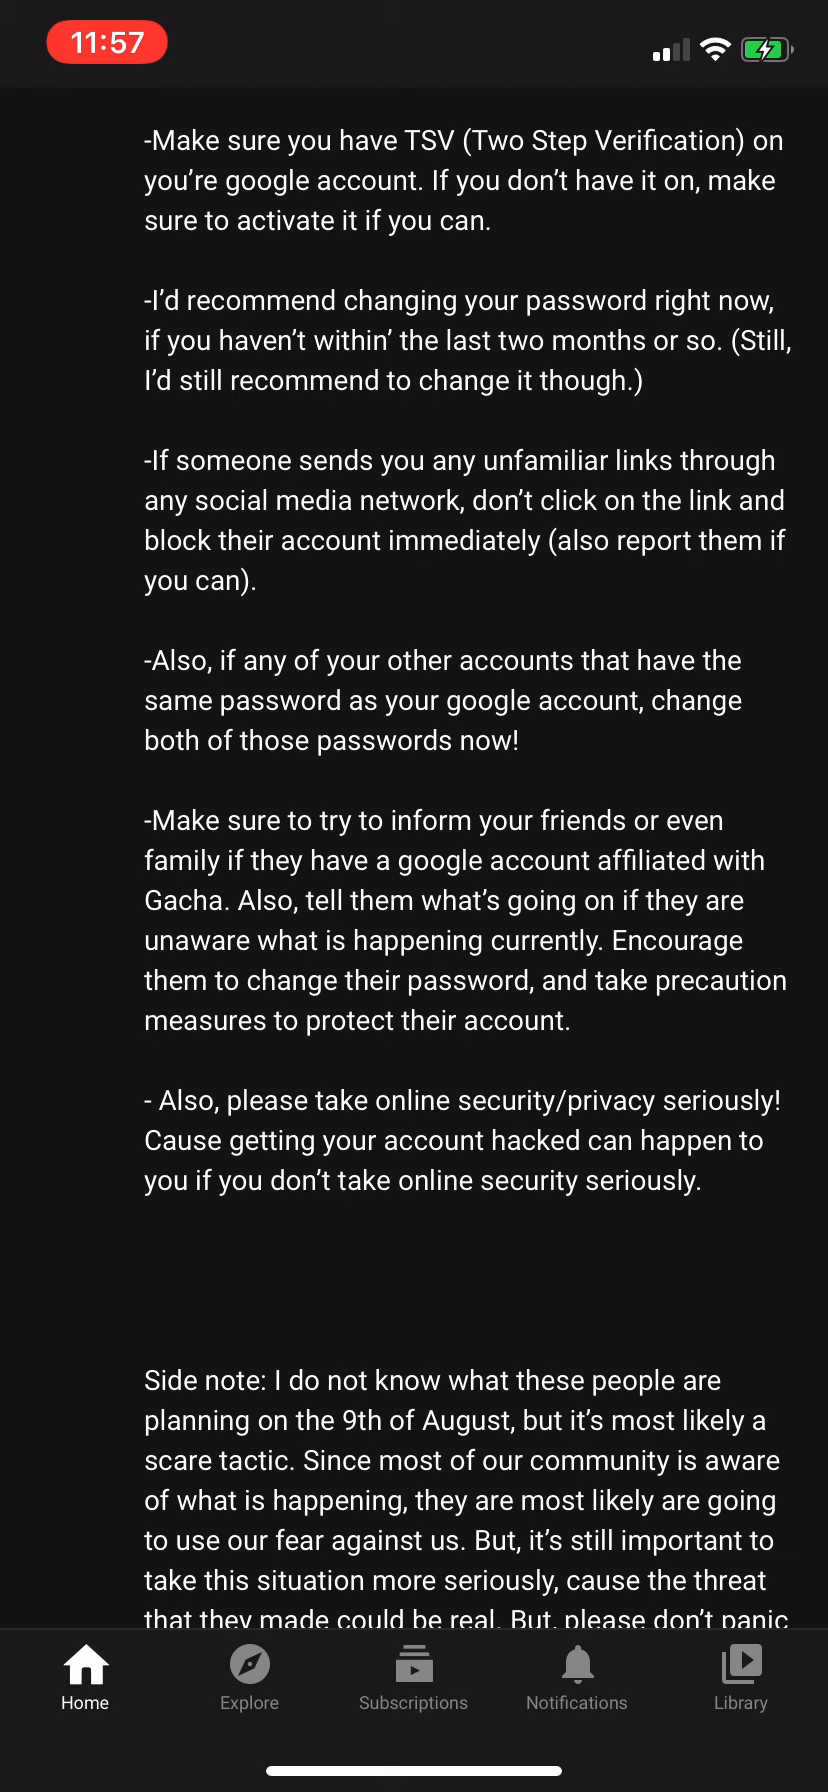 11:57
-Make sure you have TSV (Two Step Verification) on
you’re google account. If you don’t have it on, make
sure to activate it if you can.
-I’d recommend changing your password right now,
if you haven’t within’ the last two months or so. (Still,
I’d still recommend to change it though.)
-If someone sends you any unfamiliar links through
any social media network, don’t click on the link and
block their account immediately (also report them if
you can).
-Also, if any of your other accounts that have the
same password as your google account, change
both of those passwords now!
-Make sure to try to inform your friends or even
family if they have a google account affiliated with
Gacha. Also, tell them what’s going on if they are
unaware what is happening currently. Encourage
them to change their password, and take precaution
measures to protect their account.
- Also, please take online security/privacy seriously!
Cause getting your account hacked can happen to
you if you don’t take online security seriously.
Side note: I do not know what these people are
planning on the 9th of August, but it’s most likely a
scare tactic. Since most of our community is aware
of what is happening, they are most likely are going
to use our fear against us. But, it’s still important to
take this situation more seriously, cause the threat
that they made could be real. But, please don’t panic
Home Explore Subscriptions Notifications Library